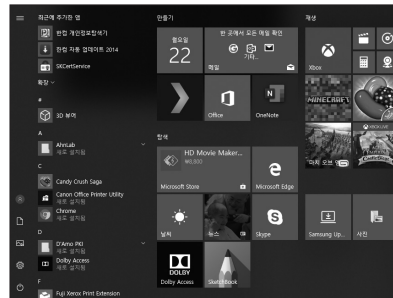 최근에 추가한 앱
한컴 개인정보탐색기
한컴 자동 업데이트 2014
SKCertService
확장
#
3D 뷰어
A
AhnLab
새로 설치됨
C
Candy Crush Saga
Canon Office Printer Utility
새로 설치됨
Chrome
새로 설치됨
D
D'Amo PKI
새로 설치됨
Dolby Access
새로 설치됨
F
Fuji Xerox Print Extension
만들기
월요일
22
한 곳에서 모든 메일 확인
기타...
메일
Office
OneNote
탐색
HD Movie Maker...
₩0,800
Microsoft Store
Microsoft Edge
날씨
뉴스
Skype
DOLBY
Dolby Access
SketchBook
재생
Xbox
MINECRAFT
XBOX LIVE
Samsung Up...
사진